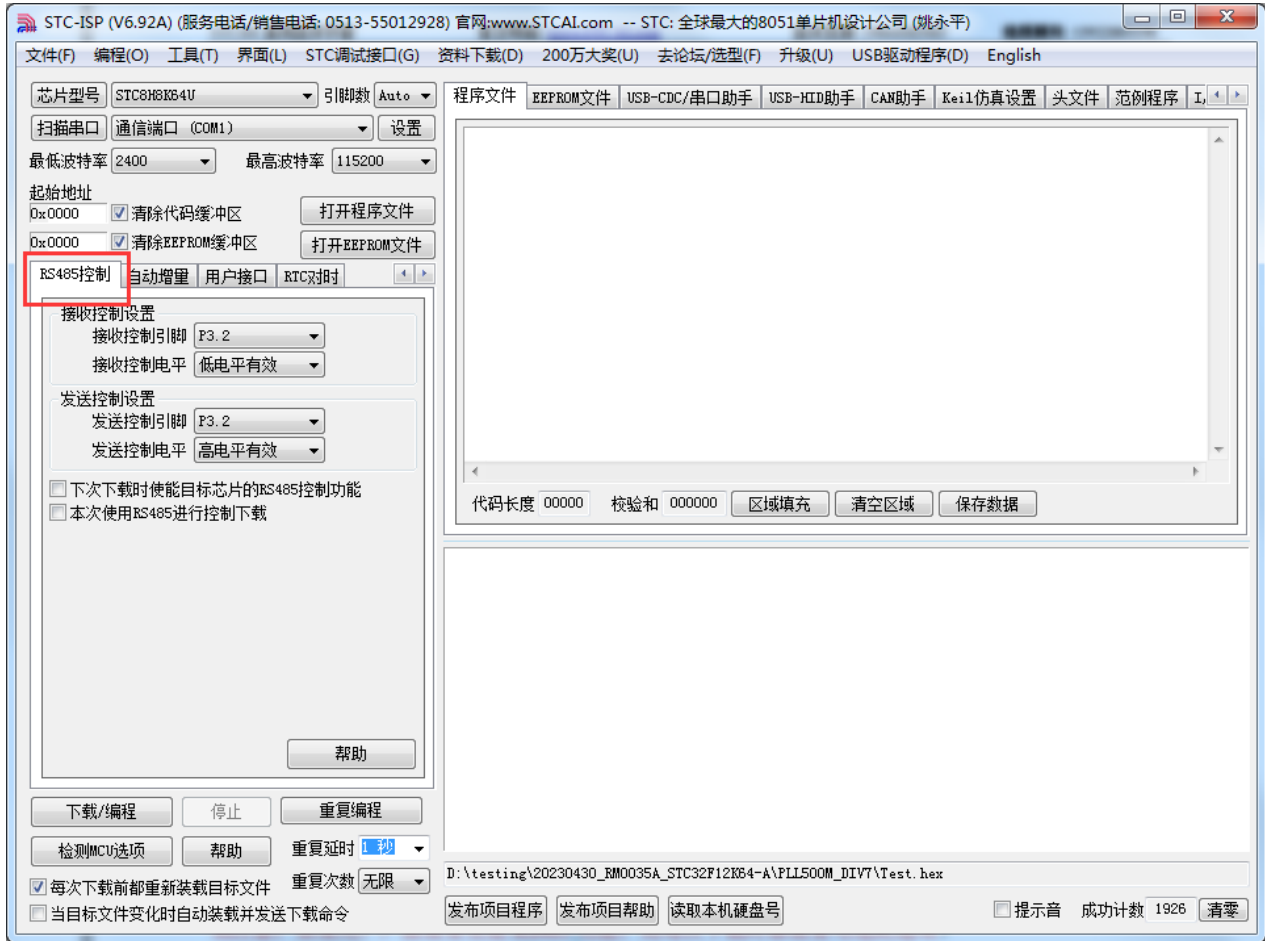 STC-ISP (V6.92A) (服务电话/销售电话: 0513-55012928) 官网:www.STCAI.com -- STC: 全球最大的8051单片机设计公司 (姚永平)
文件(F) 编程(O) 工具(T) 界面(L) STC调试接口(G) 资料下载(D) 200万大奖(U) 去论坛/选型(F) 升级(U) USB驱动程序(D) English
芯片型号 STC8H8K64U 引脚数 Auto
扫描串口 通信端口 (COM1) 设置
最低波特率 2400 最高波特率 115200
起始地址
0x0000 清除代码缓冲区 打开程序文件
0x0000 清除EEPROM缓冲区 打开EEPROM文件
RS485控制 自动增量 用户接口 RTC对时
接收控制设置
接收控制引脚 P3.2
接收控制电平 低电平有效
发送控制设置
发送控制引脚 P3.2
发送控制电平 高电平有效
下次下载时使能目标芯片的RS485控制功能
本次使用RS485进行控制下载
帮助
下载/编程 停止 重复编程
检测MCU选项 帮助 重复延时 1 秒
每次下载前都重新装载目标文件 重复次数 无限
当目标文件变化时自动装载并发送下载命令
程序文件 EEPROM文件 USB-CDC/串口助手 USB-HID助手 CAN助手 Keil仿真设置 头文件 范例程序
代码长度 00000 校验和 000000 区域填充 清空区域 保存数据
D:\testing\20230430_RM0035A_STC32F12K64-A\PLL500M_DIV7\Test.hex
发布项目程序 发布项目帮助 读取本机硬盘号 提示音 成功计数 1926 清零